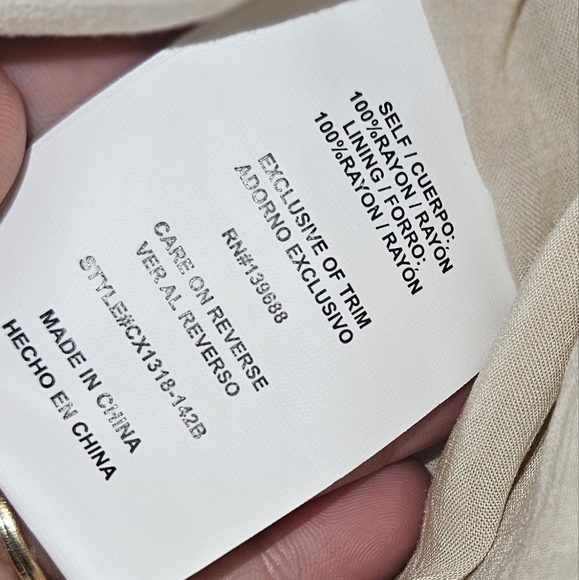 SELF / CUERPO:
100%RAYON / RAYÓN
LINING / FORRO:
100%RAYON / RAYÓN
EXCLUSIVE OF TRIM
ADORNO EXCLUSIVO
RN#139688
CARE ON REVERSE
VER AL REVERSO
STYLE#CX1318-142B
MADE IN CHINA
HECHO EN CHINA